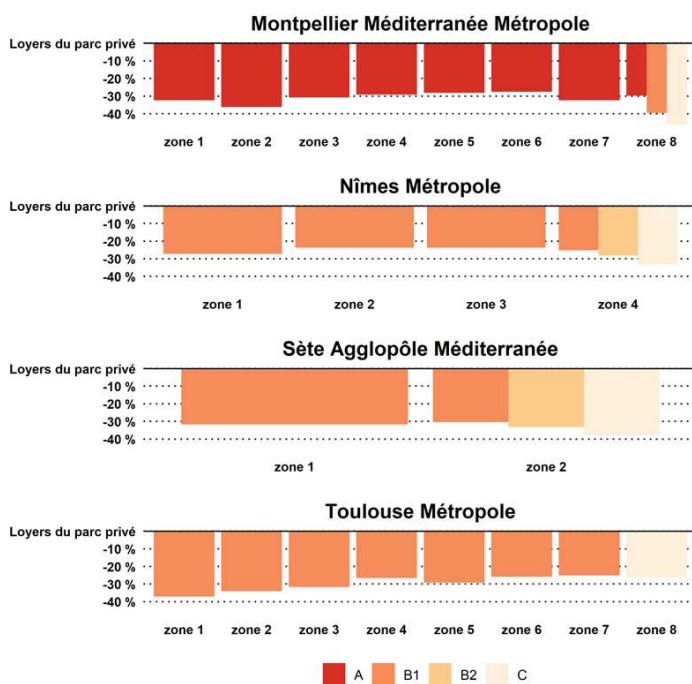 Montpellier Méditerranée Métropole
Loyers du parc privé
-10 %
-20 %
-30 %
-40 %
zone 1 zone 2 zone 3 zone 4 zone 5 zone 6 zone 7 zone 8
Nîmes Métropole
Loyers du parc privé
-10 %
-20 %
-30 %
-40 %
zone 1 zone 2 zone 3 zone 4
Sète Agglopôle Méditerranée
Loyers du parc privé
-10 %
-20 %
-30 %
-40 %
zone 1 zone 2
Toulouse Métropole
Loyers du parc privé
-10 %
-20 %
-30 %
-40 %
zone 1 zone 2 zone 3 zone 4 zone 5 zone 6 zone 7 zone 8
A B1 B2 C